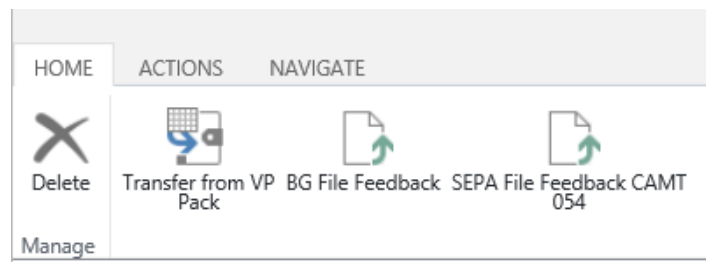 HOME ACTIONS NAVIGATE
Delete Transfer from VP BG File Feedback SEPA File Feedback CAMT
Pack 054
Manage